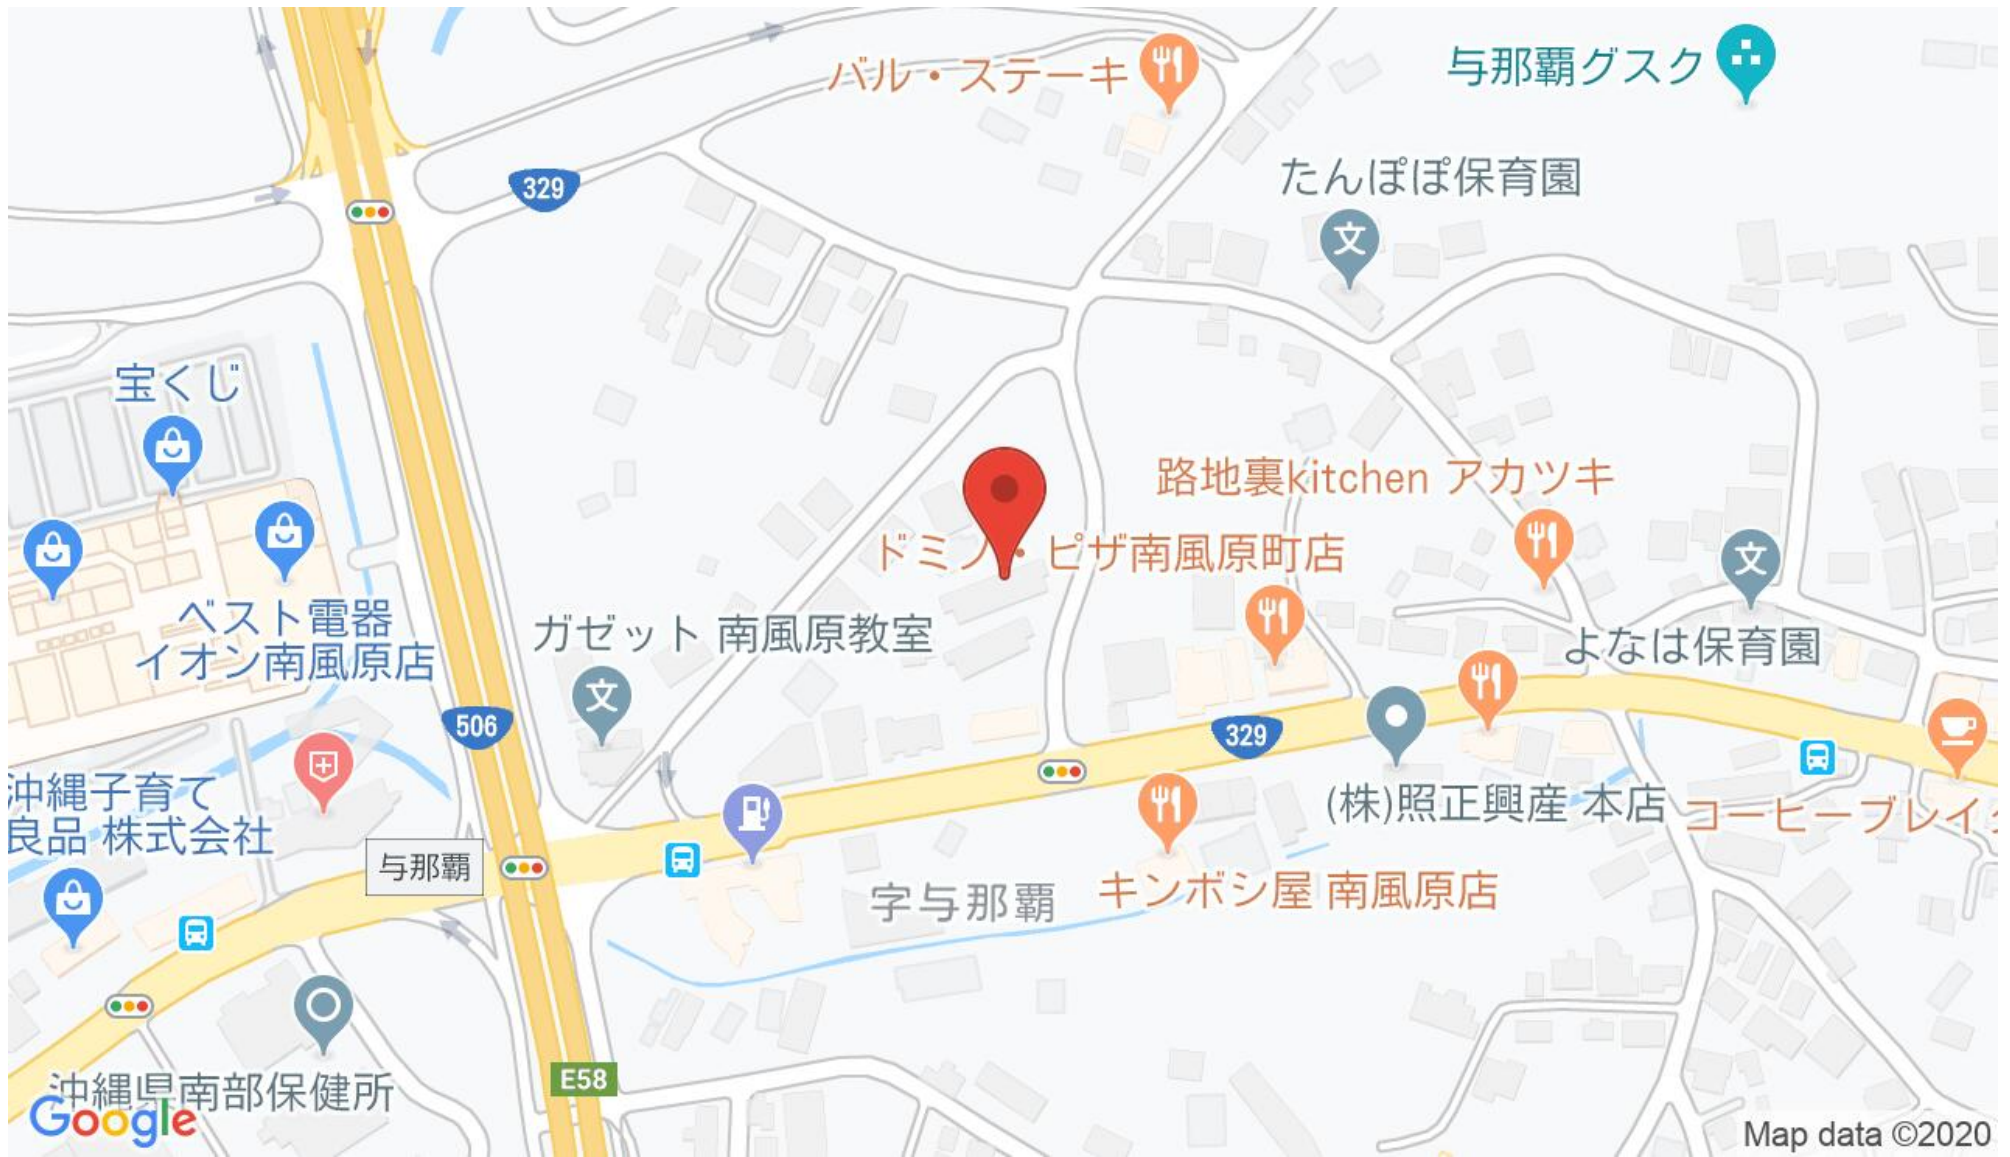 バル・ステーキ
与那覇グスク
329
たんぽぽ保育園
宝くじ
路地裏kitchen アカツキ
ドミノ・ピザ南風原町店
ベスト電器
イオン南風原店
ガゼット 南風原教室
よなは保育園
506
329
沖縄子育て
良品 株式会社
(株)照正興産 本店
コーヒーブレイク
与那覇
字与那覇
キンボシ屋 南風原店
E58
沖縄県南部保健所
Google
Map data ©2020